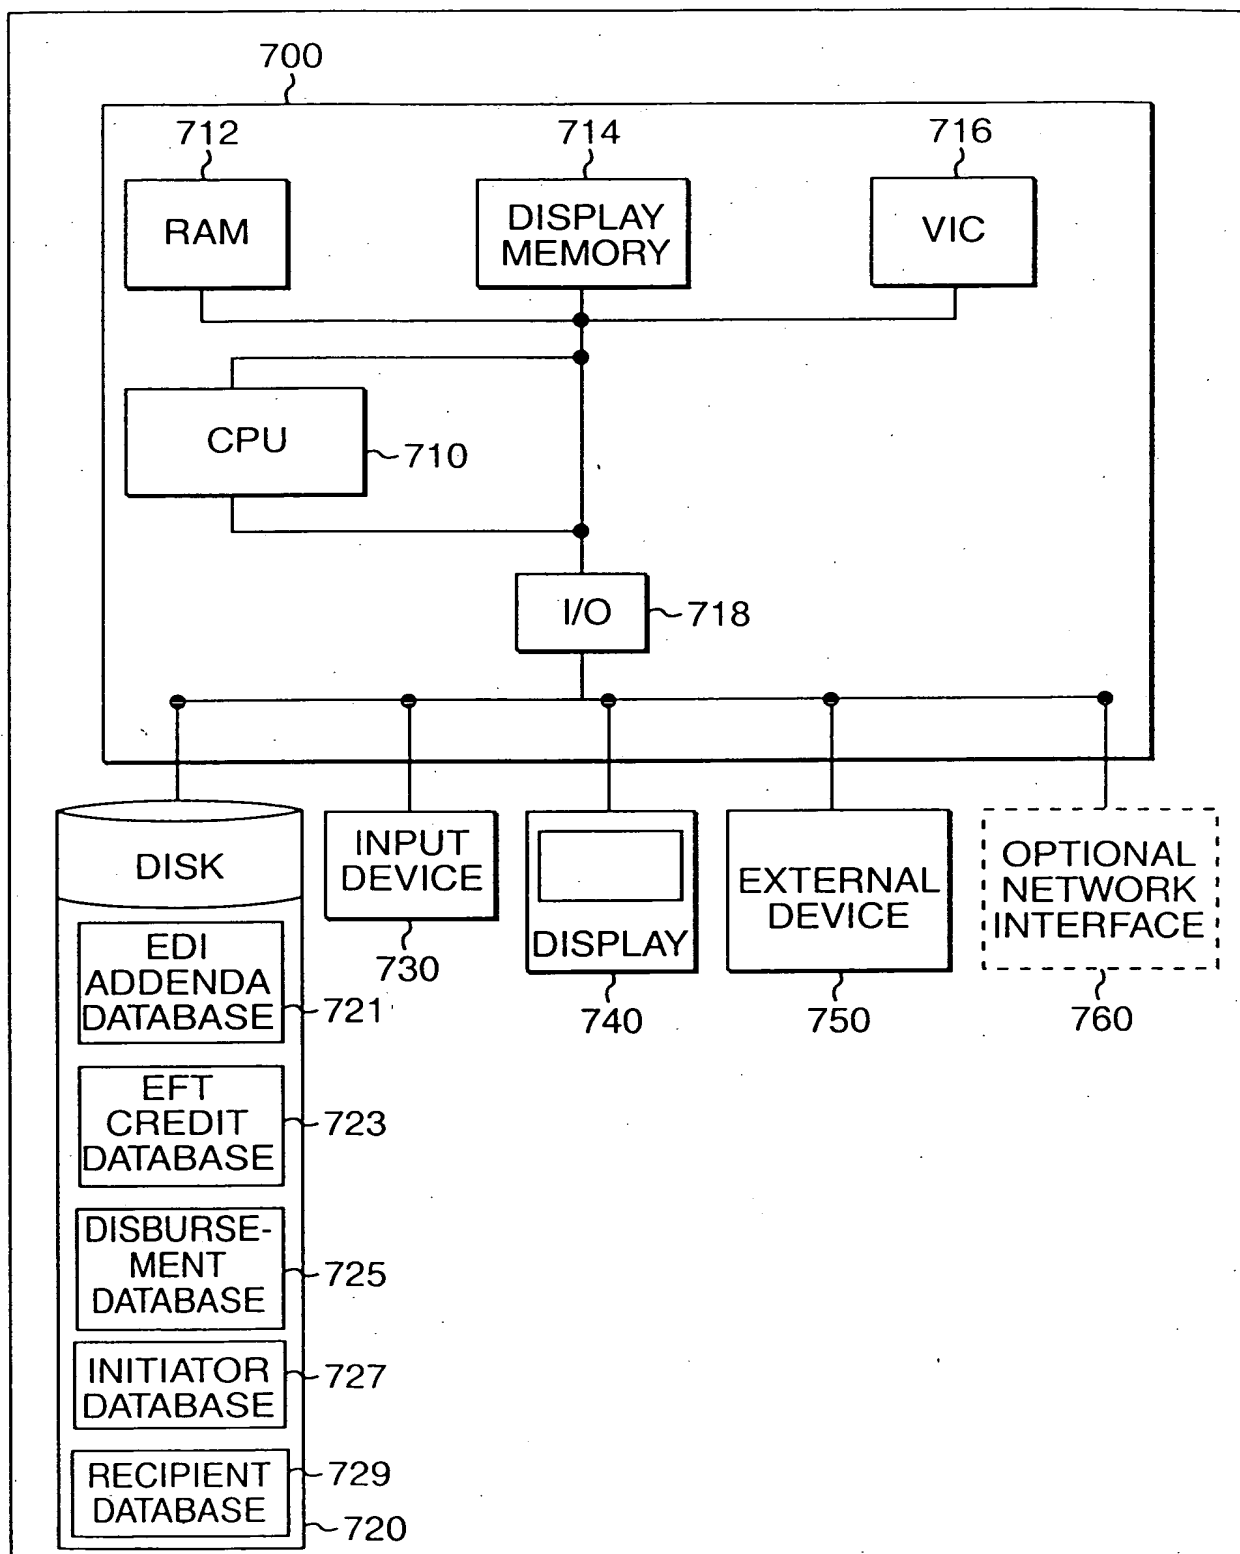 700
712
714
716
RAM
DISPLAY
MEMORY
VIC
CPU
710
I/O
718
DISK
INPUT
DEVICE
730
DISPLAY
740
EXTERNAL
DEVICE
750
OPTIONAL
NETWORK
INTERFACE
760
EDI
ADDENDA
DATABASE
721
EFT
CREDIT
DATABASE
723
DISBURSE-
MENT
DATABASE
725
INITIATOR
DATABASE
727
RECIPIENT
DATABASE
729
720